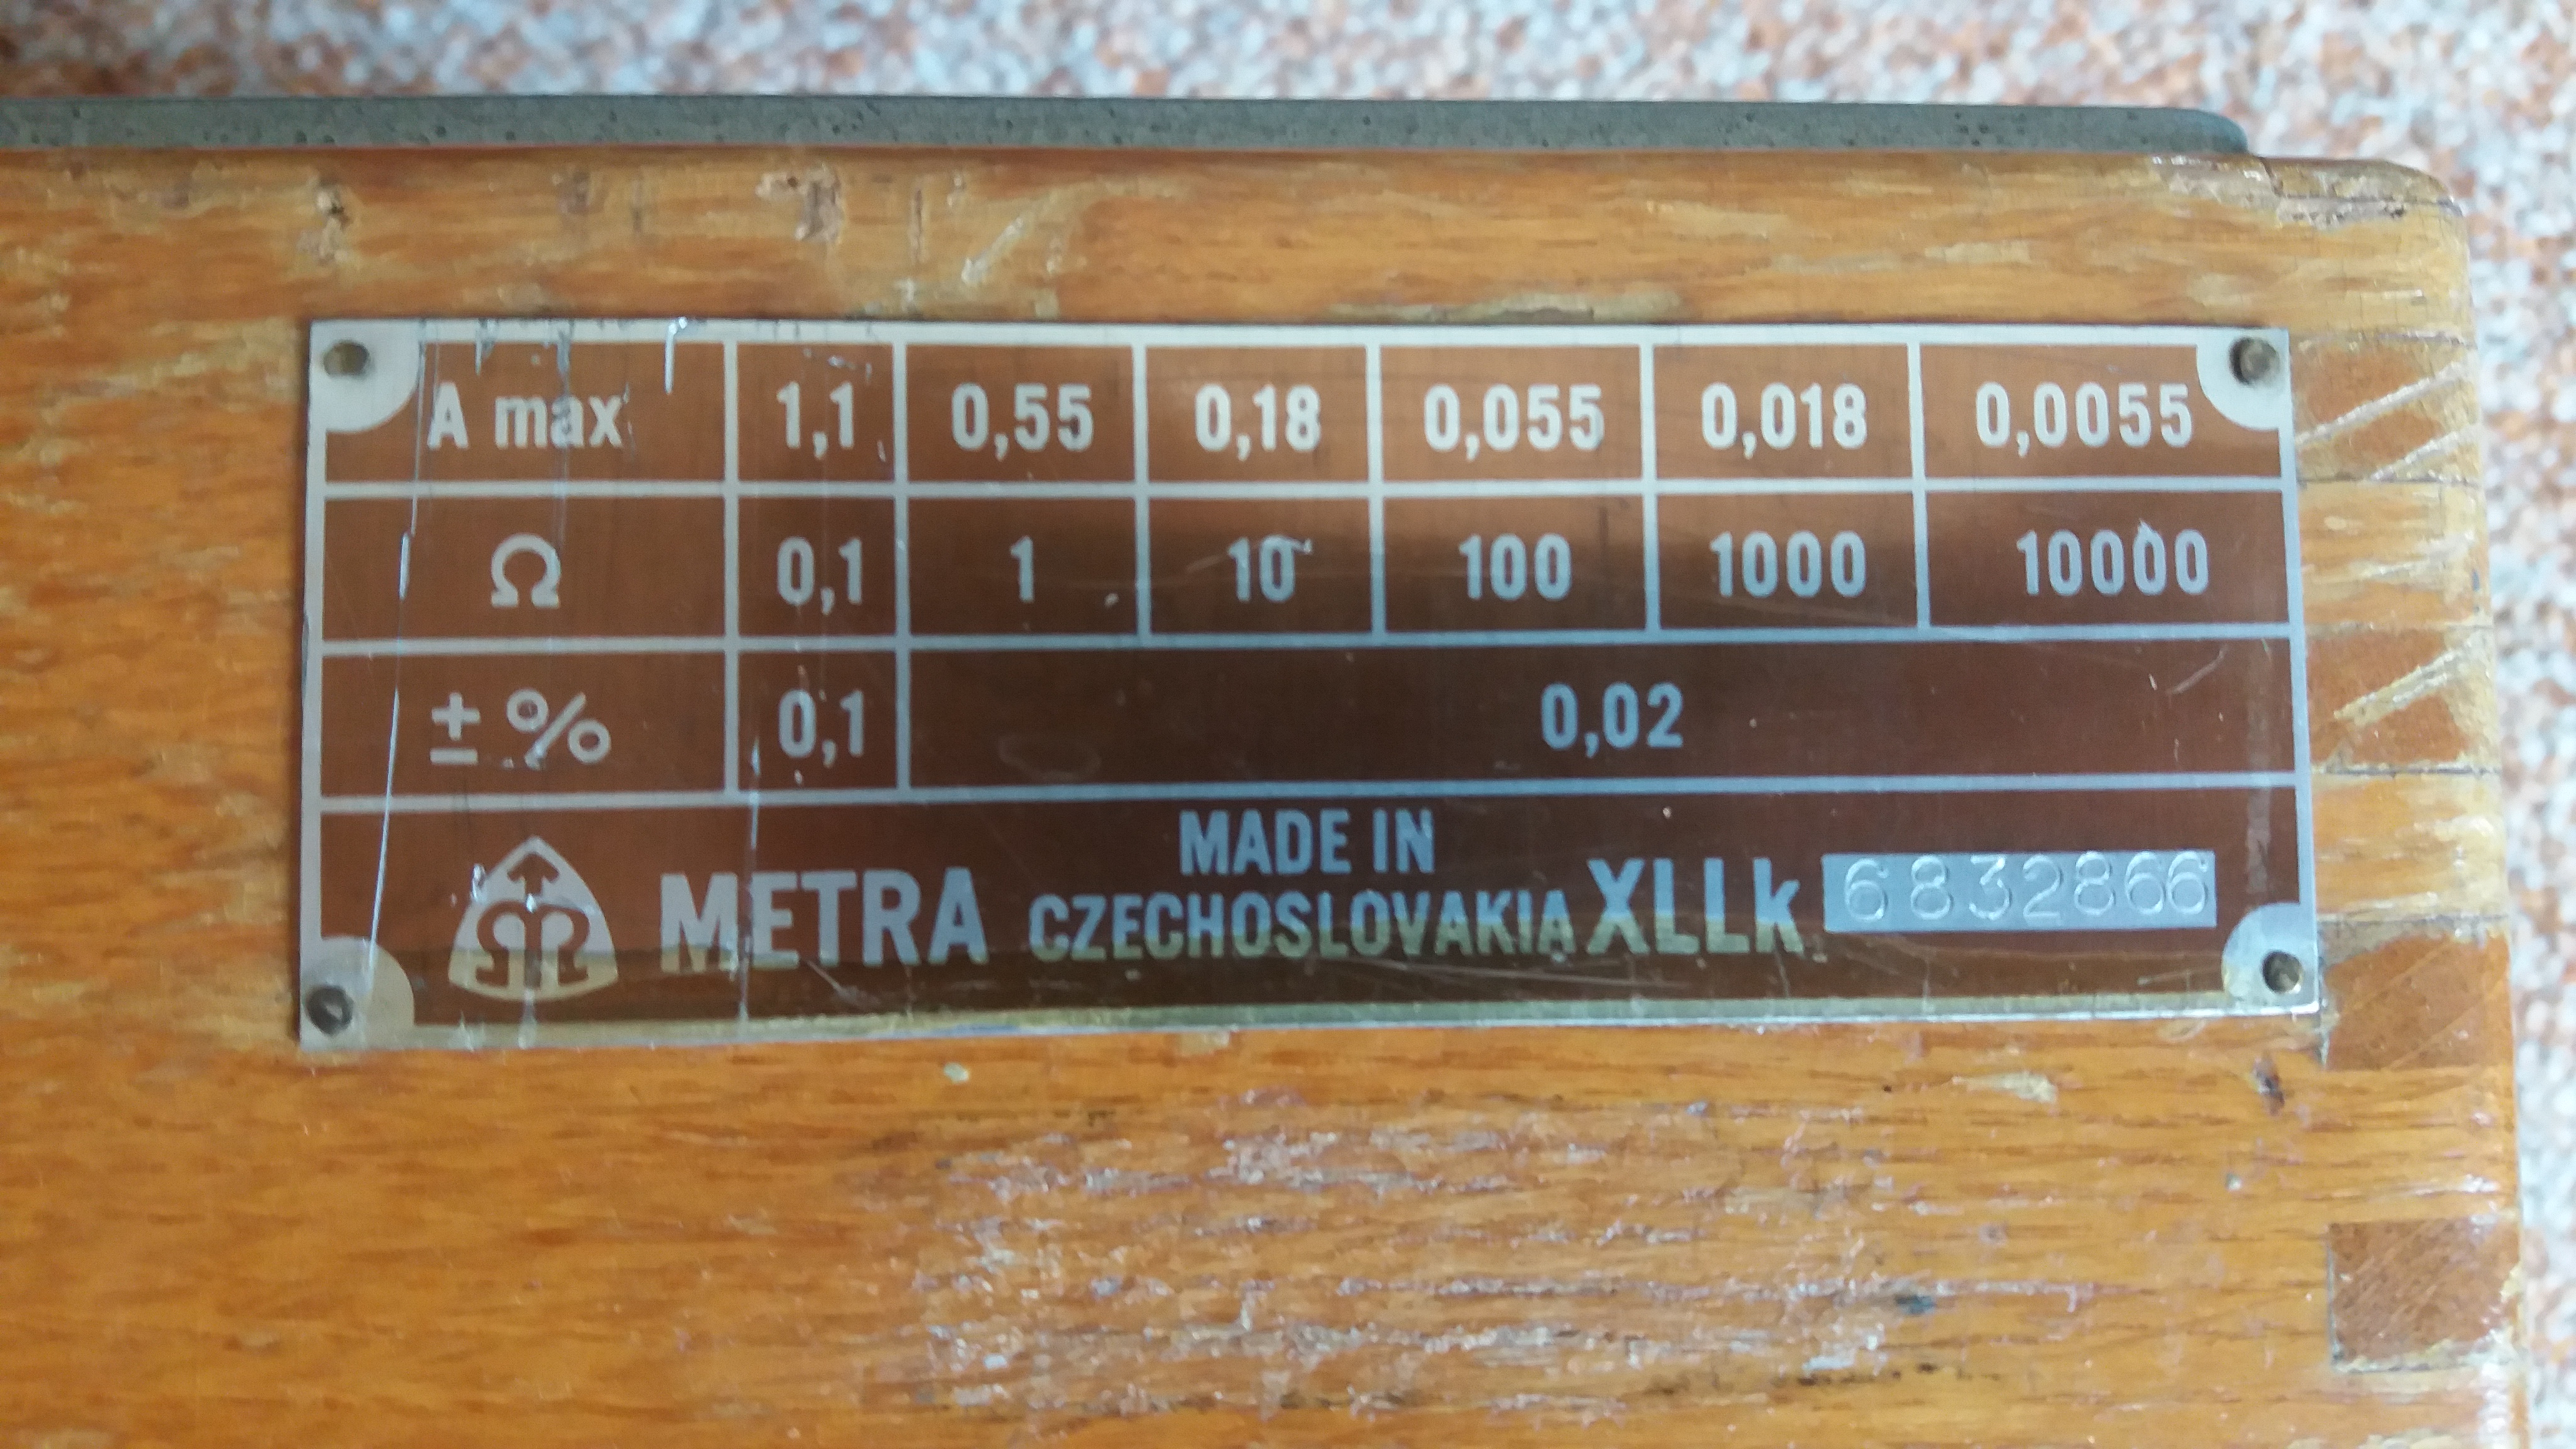 A max 1,1 0,55 0,18 0,055 0,018 0,0055
Ω 0,1 1 10 100 1000 10000
± % 0,1 0,02
METRA MADE IN CZECHOSLOVAKIA XLLk 6832866